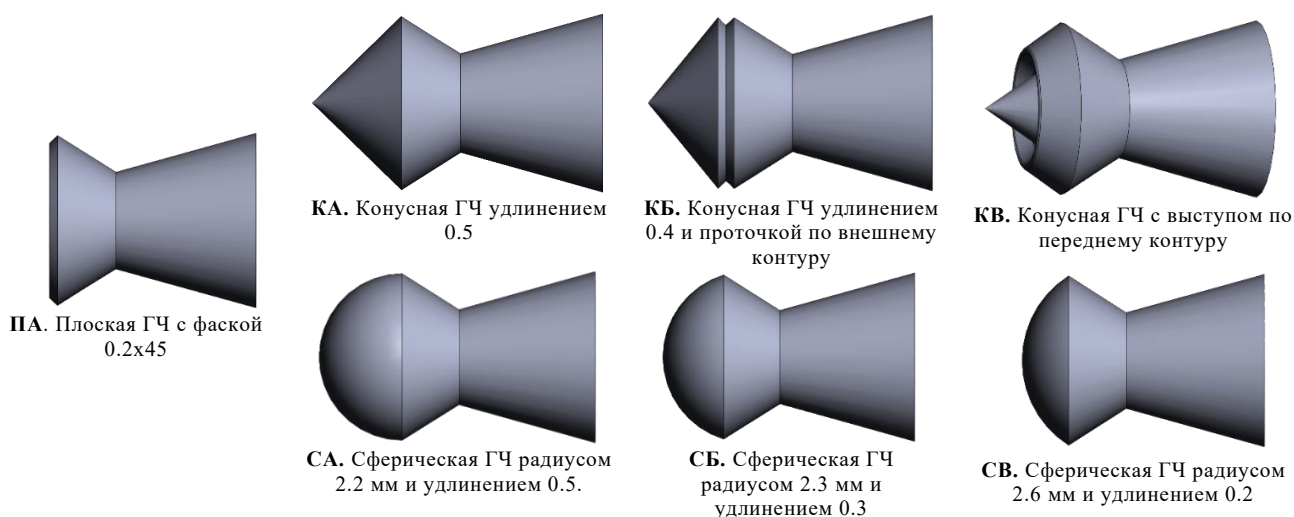 ПА. Плоская ГЧ с фаской
0.2х45
КА. Конусная ГЧ удлинением
0.5
КБ. Конусная ГЧ удлинением
0.4 и проточкой по внешнему
контуру
КВ. Конусная ГЧ с выступом по
переднему контуру
СА. Сферическая ГЧ радиусом
2.2 мм и удлинением 0.5.
СБ. Сферическая ГЧ
радиусом 2.3 мм и
удлинением 0.3
СВ. Сферическая ГЧ радиусом
2.6 мм и удлинением 0.2